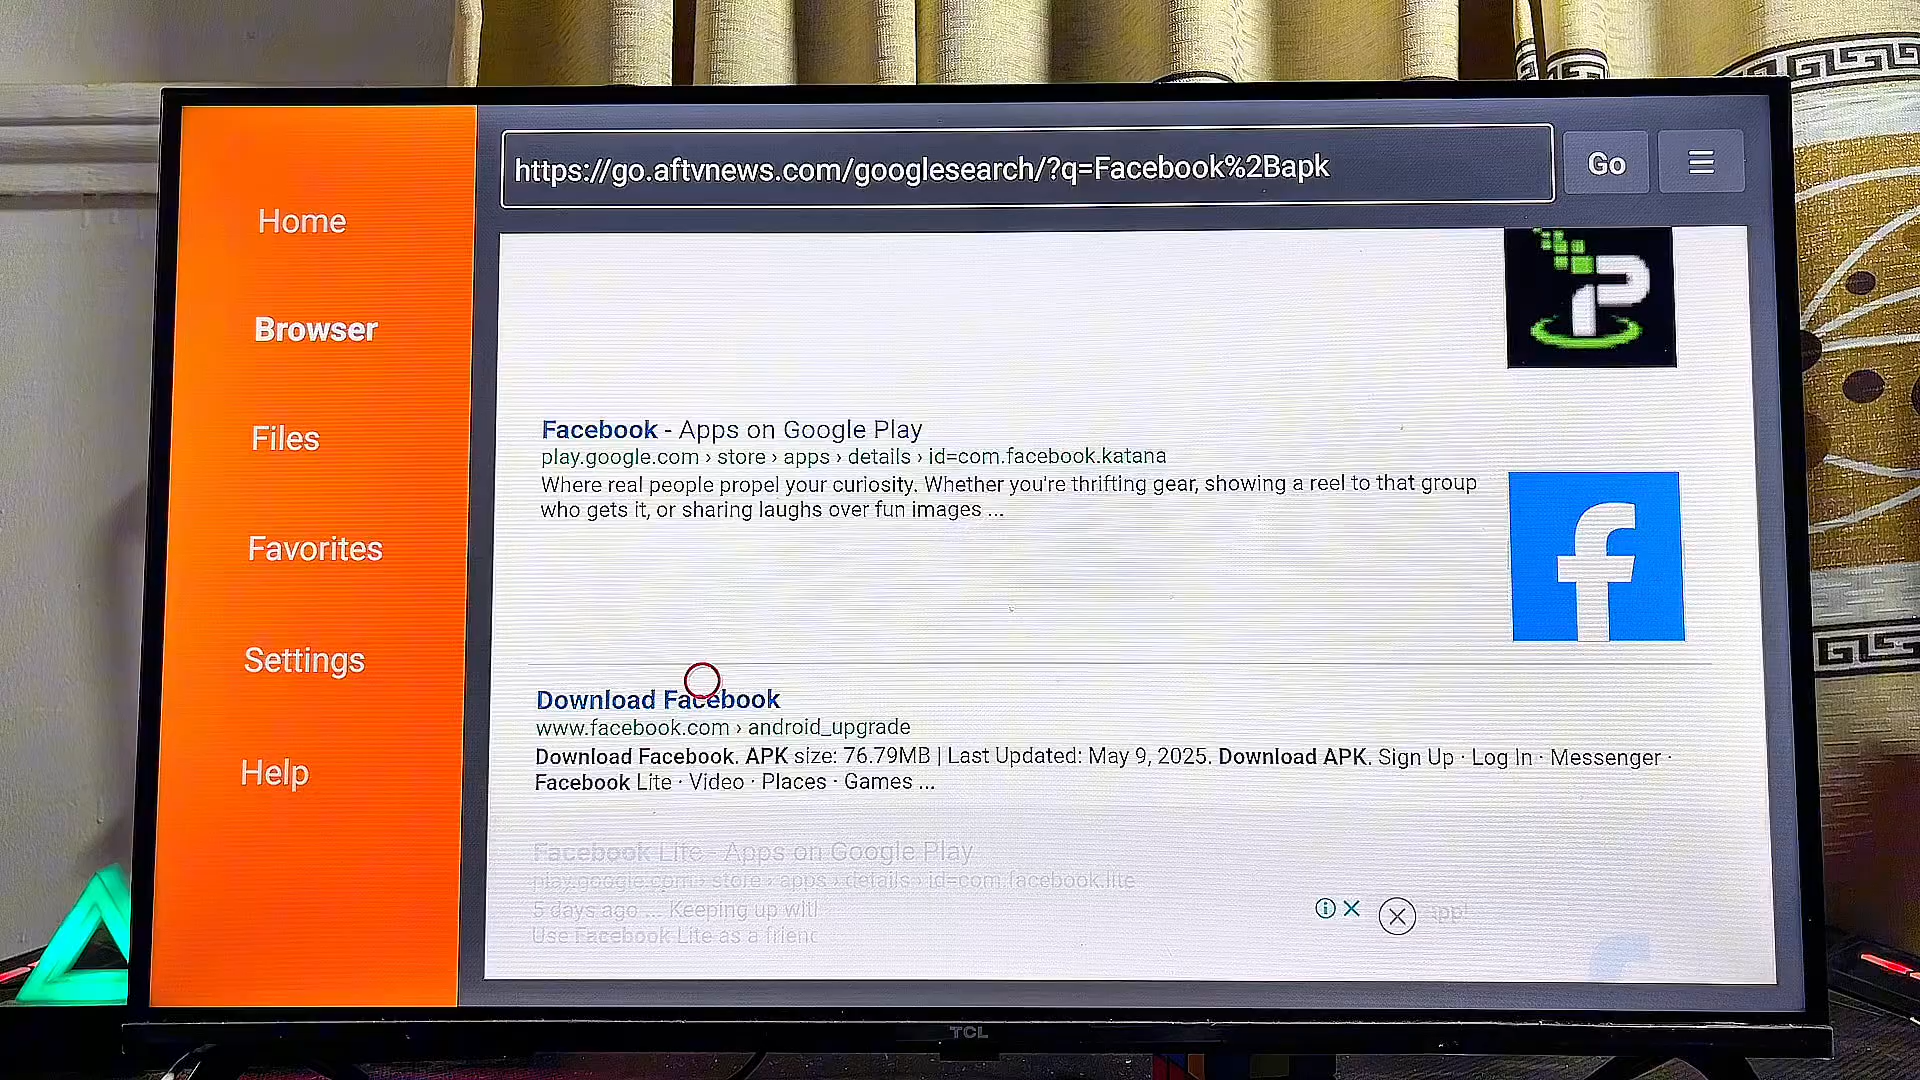 https://go.aftvnews.com/googlesearch/?q=Facebook%2Bapk
Go
Home
Browser
Files
Favorites
Settings
Help
Facebook - Apps on Google Play
play.google.com › store › apps › details › id=com.facebook.katana
Where real people propel your curiosity. Whether you're thrifting gear, showing a reel to that group
who gets it, or sharing laughs over fun images ...
Download Facebook
www.facebook.com › android_upgrade
Download Facebook. APK size: 76.79MB | Last Updated: May 9, 2025. Download APK. Sign Up · Log In · Messenger ·
Facebook Lite · Video · Places · Games ...
Facebook Lite - Apps on Google Play
play.google.com › store › apps › details › id=com.facebook.lite
5 days ago ... Keeping up with
app!
Use Facebook Lite as a friend
TCL